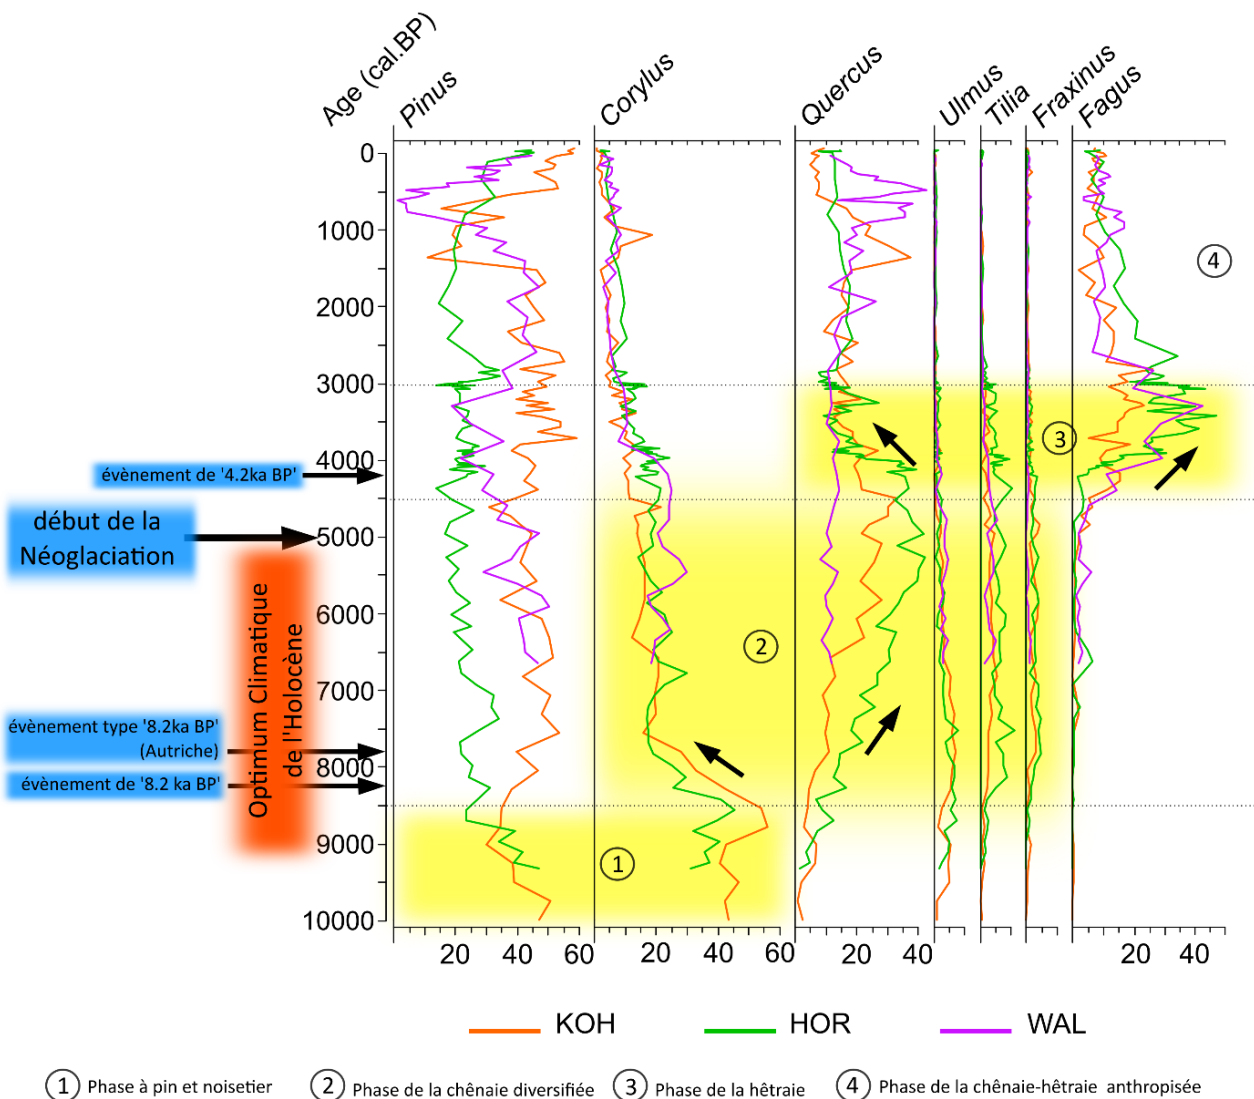 Age (cal.BP)
Pinus
Corylus
Quercus
Ulmus
Tilia
Fraxinus
Fagus
0
1000
2000
3000
4000
5000
6000
7000
8000
9000
10000
évènement de '4.2ka BP'
début de la
Néoglaciation
Optimum Climatique
de l'Holocène
évènement type '8.2ka BP'
(Autriche)
évènement de '8.2 ka BP'
4
3
2
1
20 40 60 20 40 60 20 40 20 40
KOH HOR WAL
1 Phase à pin et noisetier 2 Phase de la chênaie diversifiée 3 Phase de la hêtraie 4 Phase de la chênaie-hêtraie anthropisée